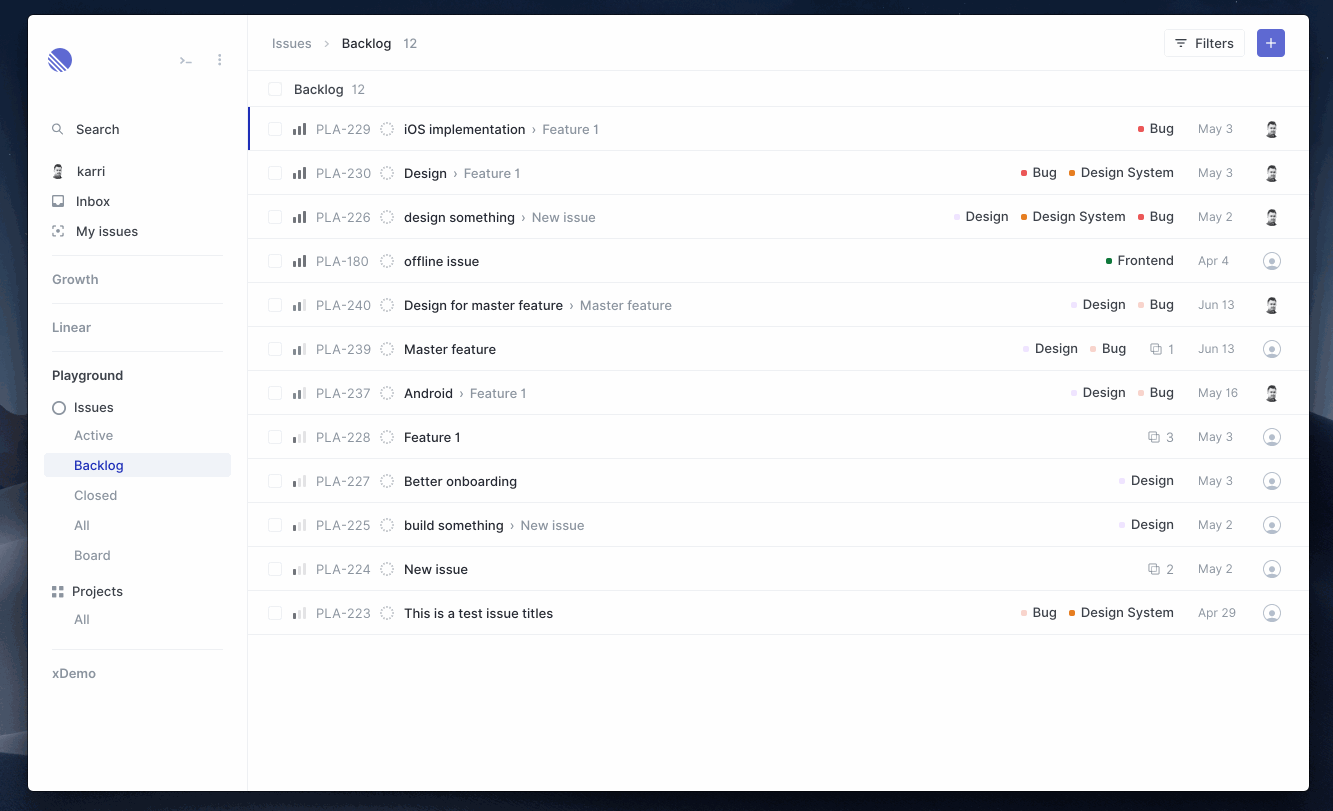 Search
karri
Inbox
My issues
Growth
Linear
Playground
Issues
Active
Backlog
Closed
All
Board
Projects
All
xDemo
Issues › Backlog 12
Filters
Backlog 12
PLA-229 iOS implementation › Feature 1 Bug May 3
PLA-230 Design › Feature 1 Bug Design System May 3
PLA-226 design something › New issue Design Design System Bug May 2
PLA-180 offline issue Frontend Apr 4
PLA-240 Design for master feature › Master feature Design Bug Jun 13
PLA-239 Master feature Design Bug 1 Jun 13
PLA-237 Android › Feature 1 Design Bug May 16
PLA-228 Feature 1 3 May 3
PLA-227 Better onboarding Design May 3
PLA-225 build something › New issue Design May 2
PLA-224 New issue 2 May 2
PLA-223 This is a test issue titles Bug Design System Apr 29